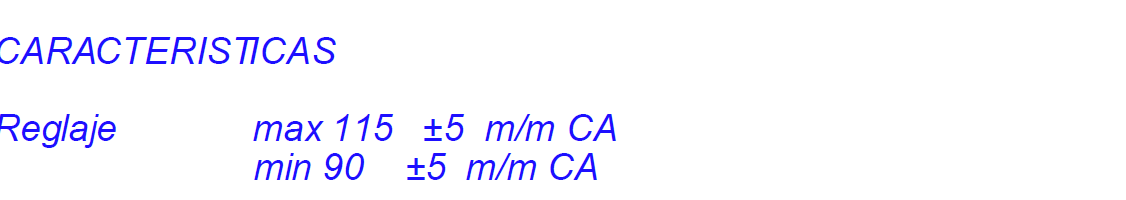 CARACTERISTICAS
Reglaje max 115 ±5 m/m CA
min 90 ±5 m/m CA